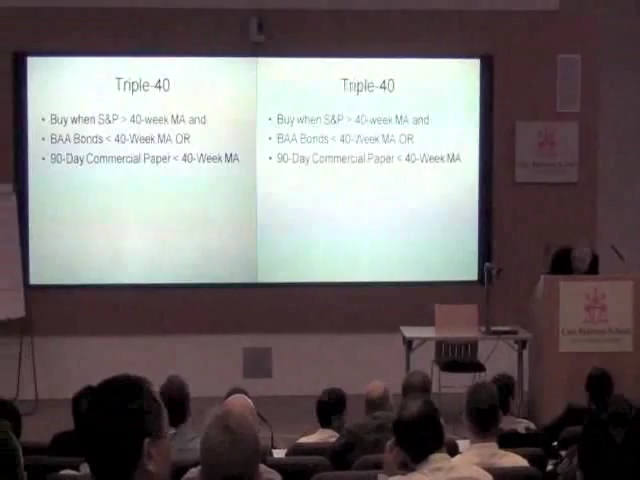 Triple-40
• Buy when S&P > 40-week MA and
• BAA Bonds < 40-Week MA OR
• 90-Day Commercial Paper < 40-Week MA
Triple-40
• Buy when S&P > 40-week MA and
• BAA Bonds < 40-Week MA OR
• 90-Day Commercial Paper < 40-Week MA
Business School